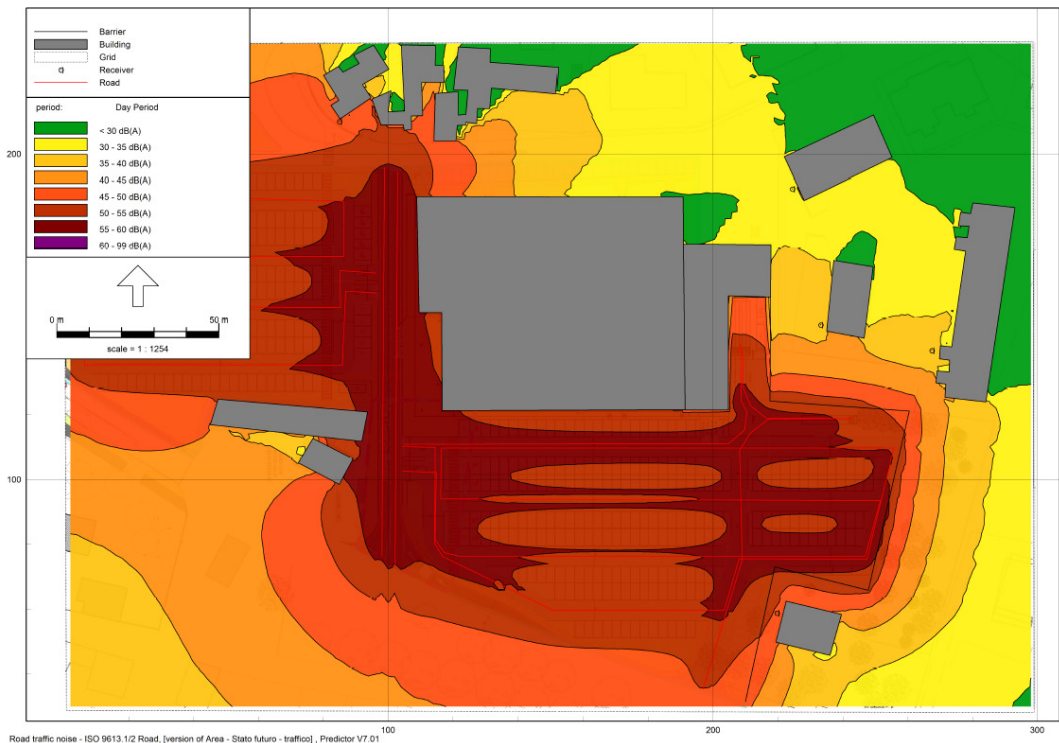 Barrier
Building
Grid
Receiver
Road
period: Day Period
< 30 dB(A)
30 - 35 dB(A)
35 - 40 dB(A)
40 - 45 dB(A)
45 - 50 dB(A)
50 - 55 dB(A)
55 - 60 dB(A)
60 - 99 dB(A)
0 m 50 m
scale = 1 : 1254
200
100
100 200 300
Road traffic noise - ISO 9613.1/2 Road, [version of Area - Stato futuro - traffico] , Predictor V7.01